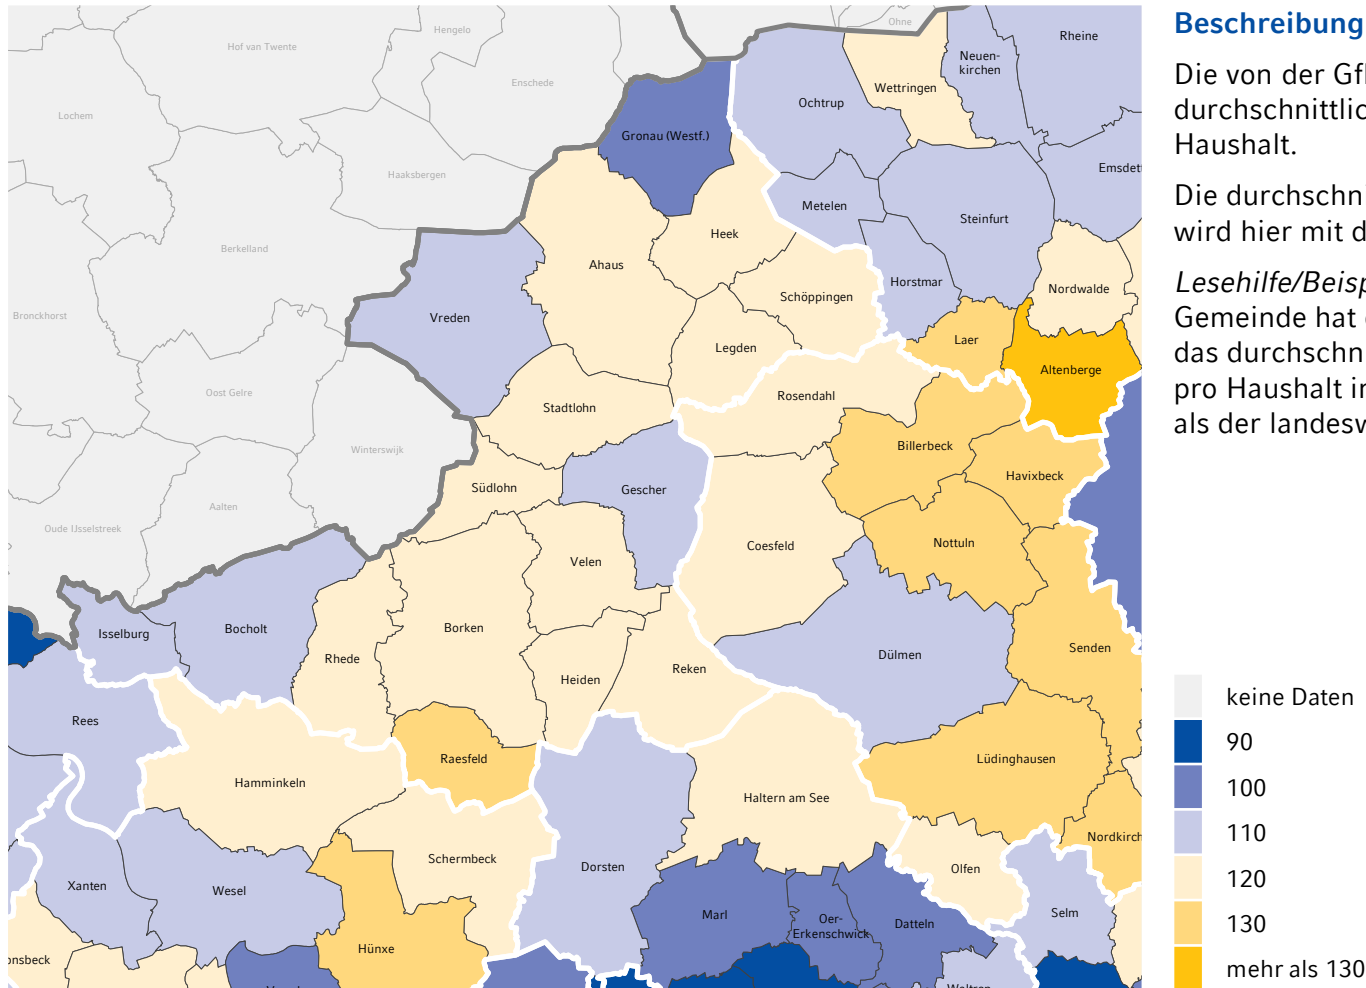 Beschreibung
Die von der Gf
durchschnittlic
Haushalt.
Die durchschn
wird hier mit d
Lesehilfe/Beisp
Gemeinde hat
das durchschn
pro Haushalt in
als der landesw
keine Daten
90
100
110
120
130
mehr als 130
Ohne
Hengelo
Hof van Twente
Rheine
Neuen-
kirchen
Enschede
Wettringen
Ochtrup
Lochem
Gronau (Westf.)
Haaksbergen
Emsdet
Metelen
Steinfurt
Heek
Berkelland
Ahaus
Horstmar
Nordwalde
Schöppingen
Bronckhorst
Vreden
Laer
Legden
Altenberge
Oost Gelre
Rosendahl
Stadtlohn
Billerbeck
Winterswijk
Havixbeck
Südlohn
Gescher
Aalten
Oude IJsselstreek
Nottuln
Coesfeld
Velen
Isselburg
Bocholt
Borken
Senden
Dülmen
Rhede
Reken
Heiden
Rees
Raesfeld
Lüdinghausen
Hamminkeln
Haltern am See
Nordkirch
Schermbeck
Dorsten
Olfen
Xanten
Wesel
Selm
Marl
Oer-
Erkenschwick
Datteln
Hünxe
onsbeck